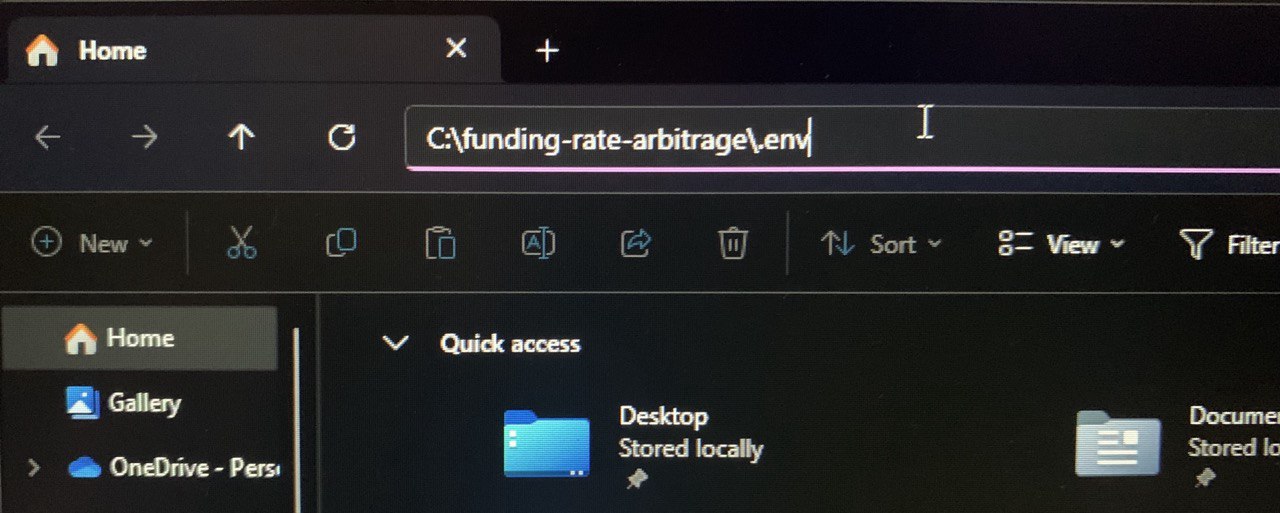 Home
C:\funding-rate-arbitrage\.env
New
Sort
View
Filter
Home
Quick access
Gallery
Desktop
Stored locally
OneDrive - Pers
Docume
Stored lo